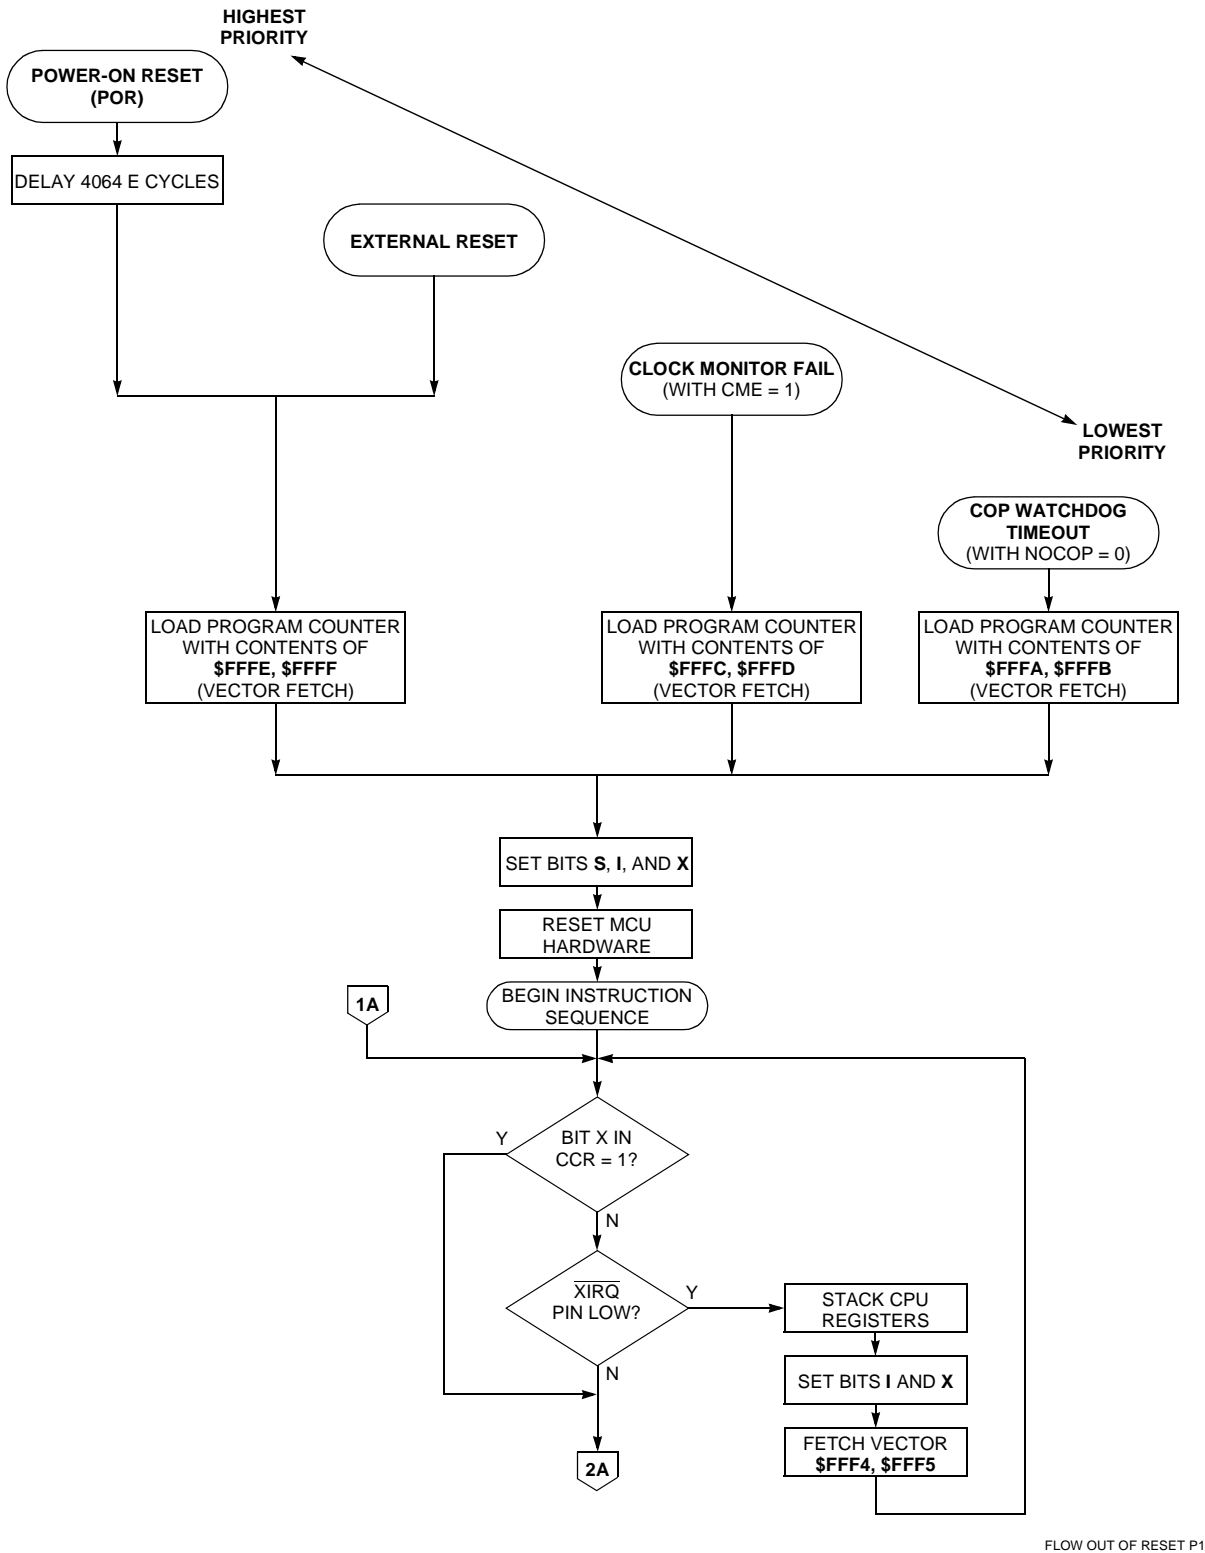 HIGHEST
PRIORITY
POWER-ON RESET
(POR)
DELAY 4064 E CYCLES
EXTERNAL RESET
CLOCK MONITOR FAIL
(WITH CME = 1)
LOWEST
PRIORITY
COP WATCHDOG
TIMEOUT
(WITH NOCOP = 0)
LOAD PROGRAM COUNTER
WITH CONTENTS OF
$FFFE, $FFFF
(VECTOR FETCH)
LOAD PROGRAM COUNTER
WITH CONTENTS OF
$FFFC, $FFFD
(VECTOR FETCH)
LOAD PROGRAM COUNTER
WITH CONTENTS OF
$FFFA, $FFFB
(VECTOR FETCH)
SET BITS S, I, AND X
RESET MCU
HARDWARE
BEGIN INSTRUCTION
SEQUENCE
1A
BIT X IN
CCR = 1?
Y
N
XIRQ
PIN LOW?
Y
N
STACK CPU
REGISTERS
SET BITS I AND X
FETCH VECTOR
$FFF4, $FFF5
2A
FLOW OUT OF RESET P1